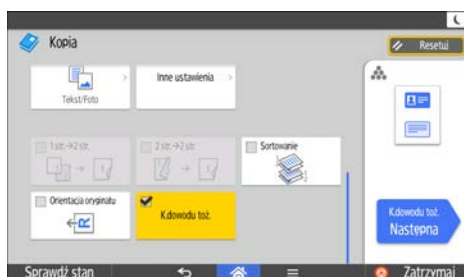 Kopia
Resetuj
Tekst/Foto
Inne ustawienia
1 str.→2 str.
2 str.→2 str.
Sortowanie
Orientacja oryginału
K.dowodu toż.
K.dowodu toż.
Następna
Sprawdź stan
Zatrzymaj